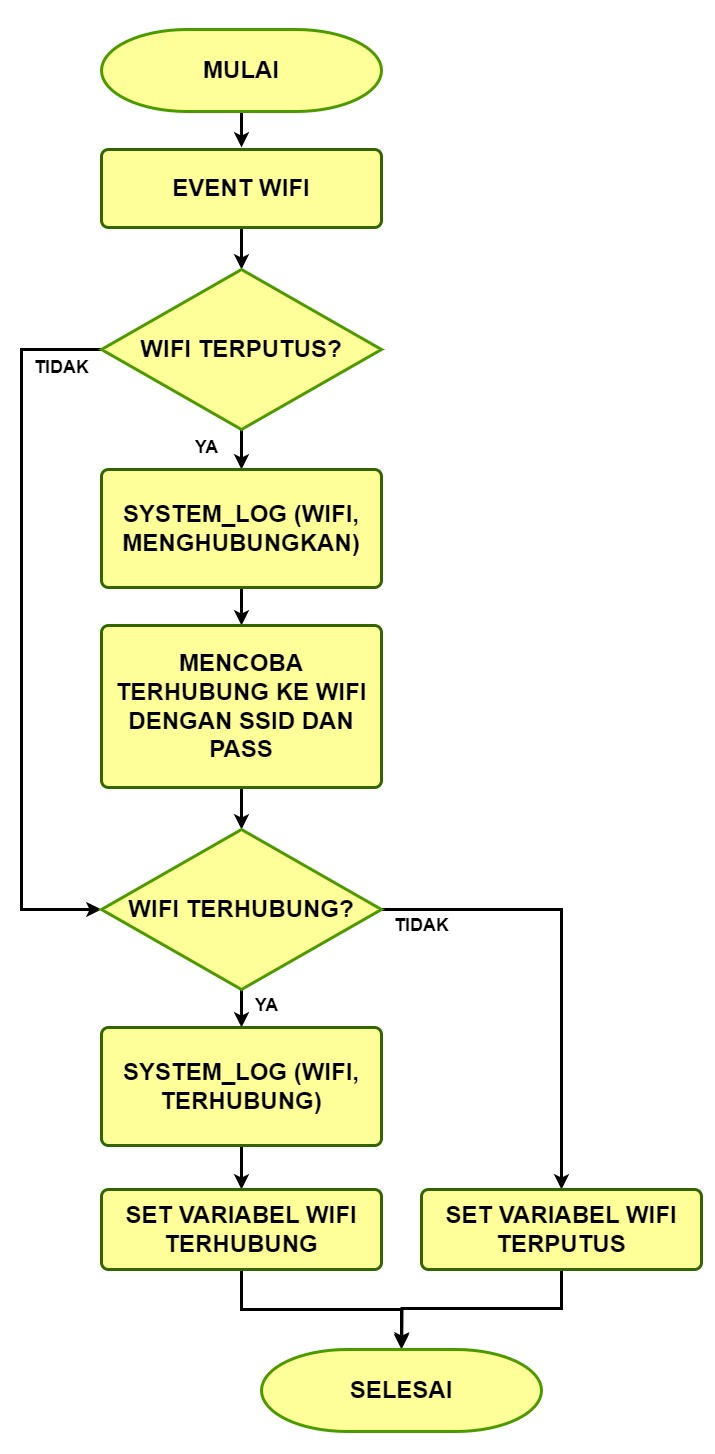 MULAI
EVENT WIFI
WIFI TERPUTUS?
TIDAK
YA
SYSTEM_LOG (WIFI,
MENGHUBUNGKAN)
MENCOBA
TERHUBUNG KE WIFI
DENGAN SSID DAN
PASS
WIFI TERHUBUNG?
TIDAK
YA
SYSTEM_LOG (WIFI,
TERHUBUNG)
SET VARIABEL WIFI
TERHUBUNG
SET VARIABEL WIFI
TERPUTUS
SELESAI